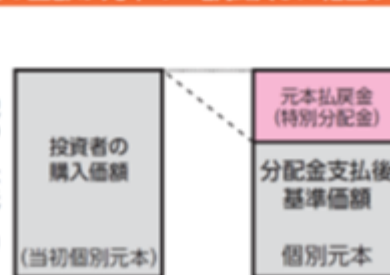 投資者の
購入価額
(当初個別元本)
元本払戻金
(特別分配金)
分配金支払後
基準価額
個別元本